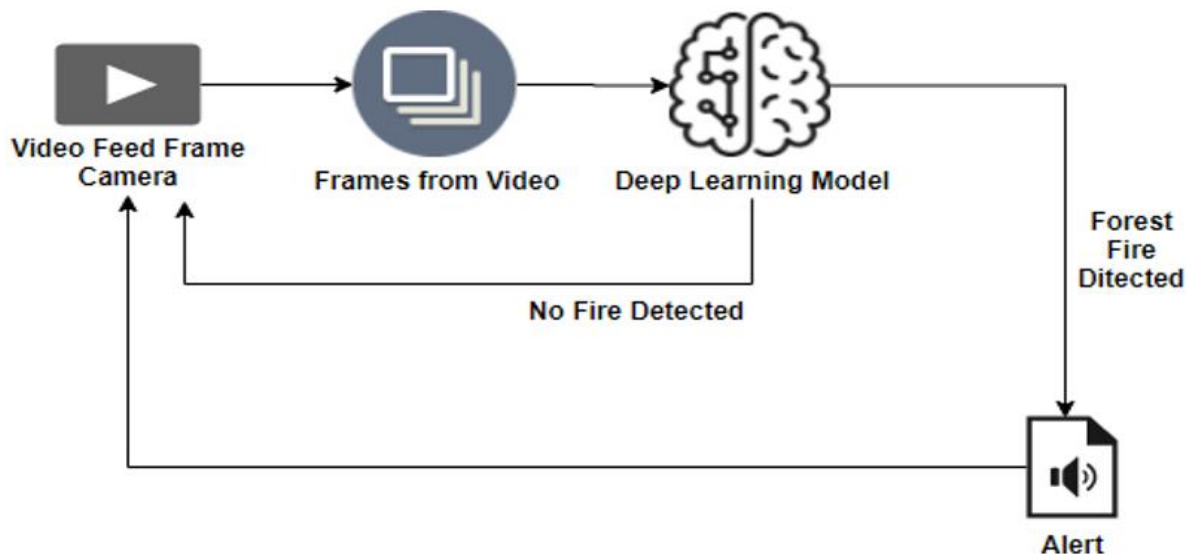 Video Feed Frame
Camera
Frames from Video
Deep Learning Model
Forest
Fire
Ditected
No Fire Detected
Alert